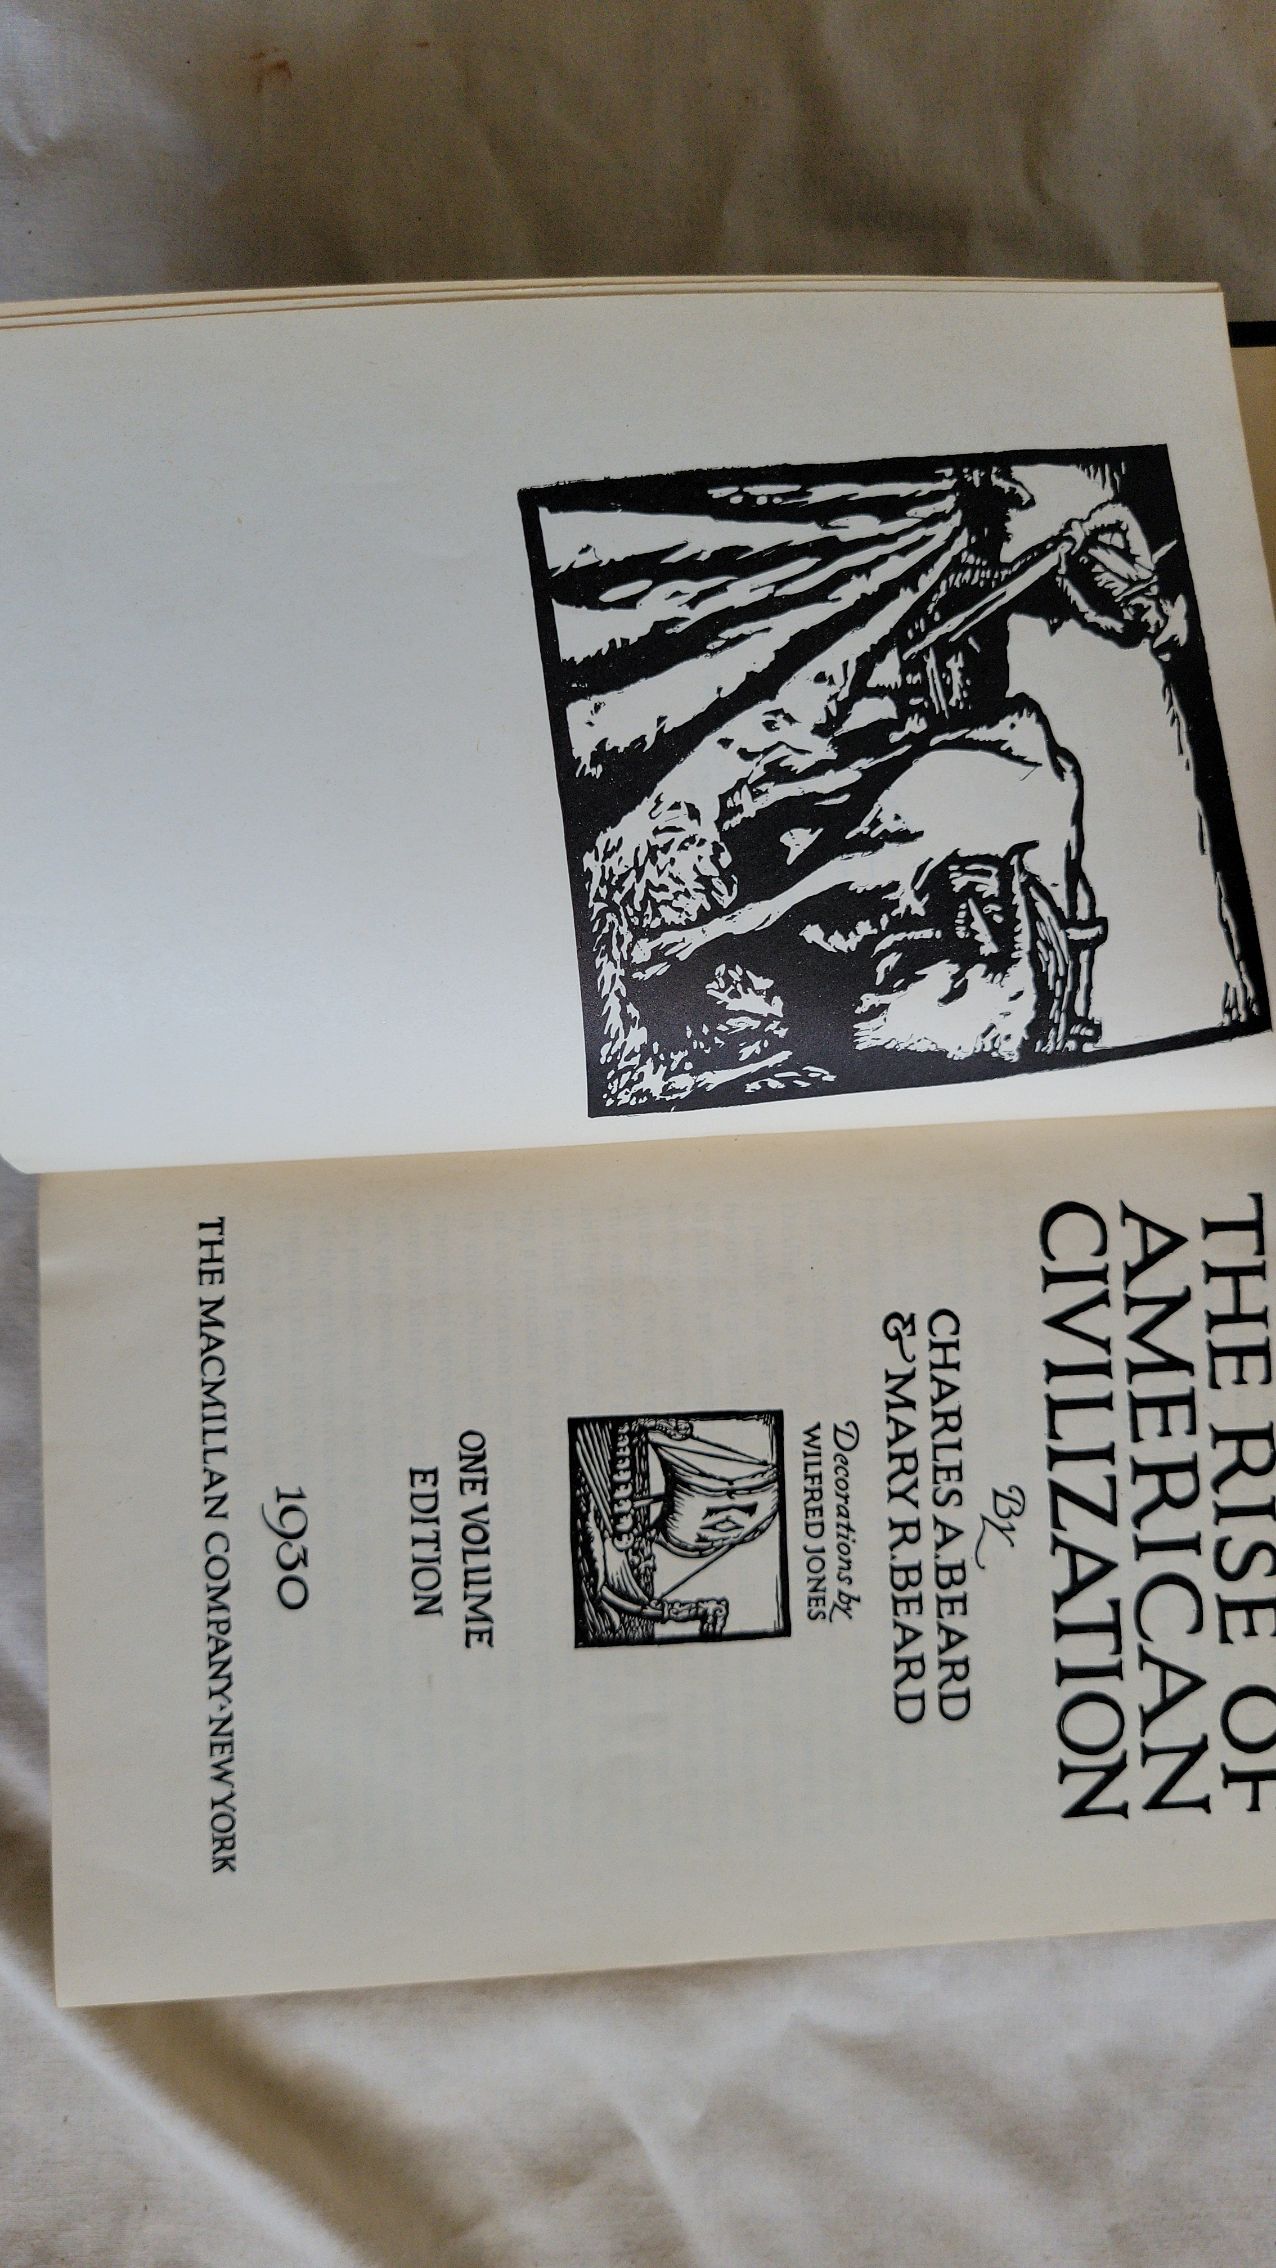 THE RISE OF
AMERICAN
CIVILIZATION
By
CHARLES A. BEARD
& MARY R. BEARD
Decorations by
WILFRED JONES
ONE VOLUME
EDITION
1930
THE MACMILLAN COMPANY · NEW YORK